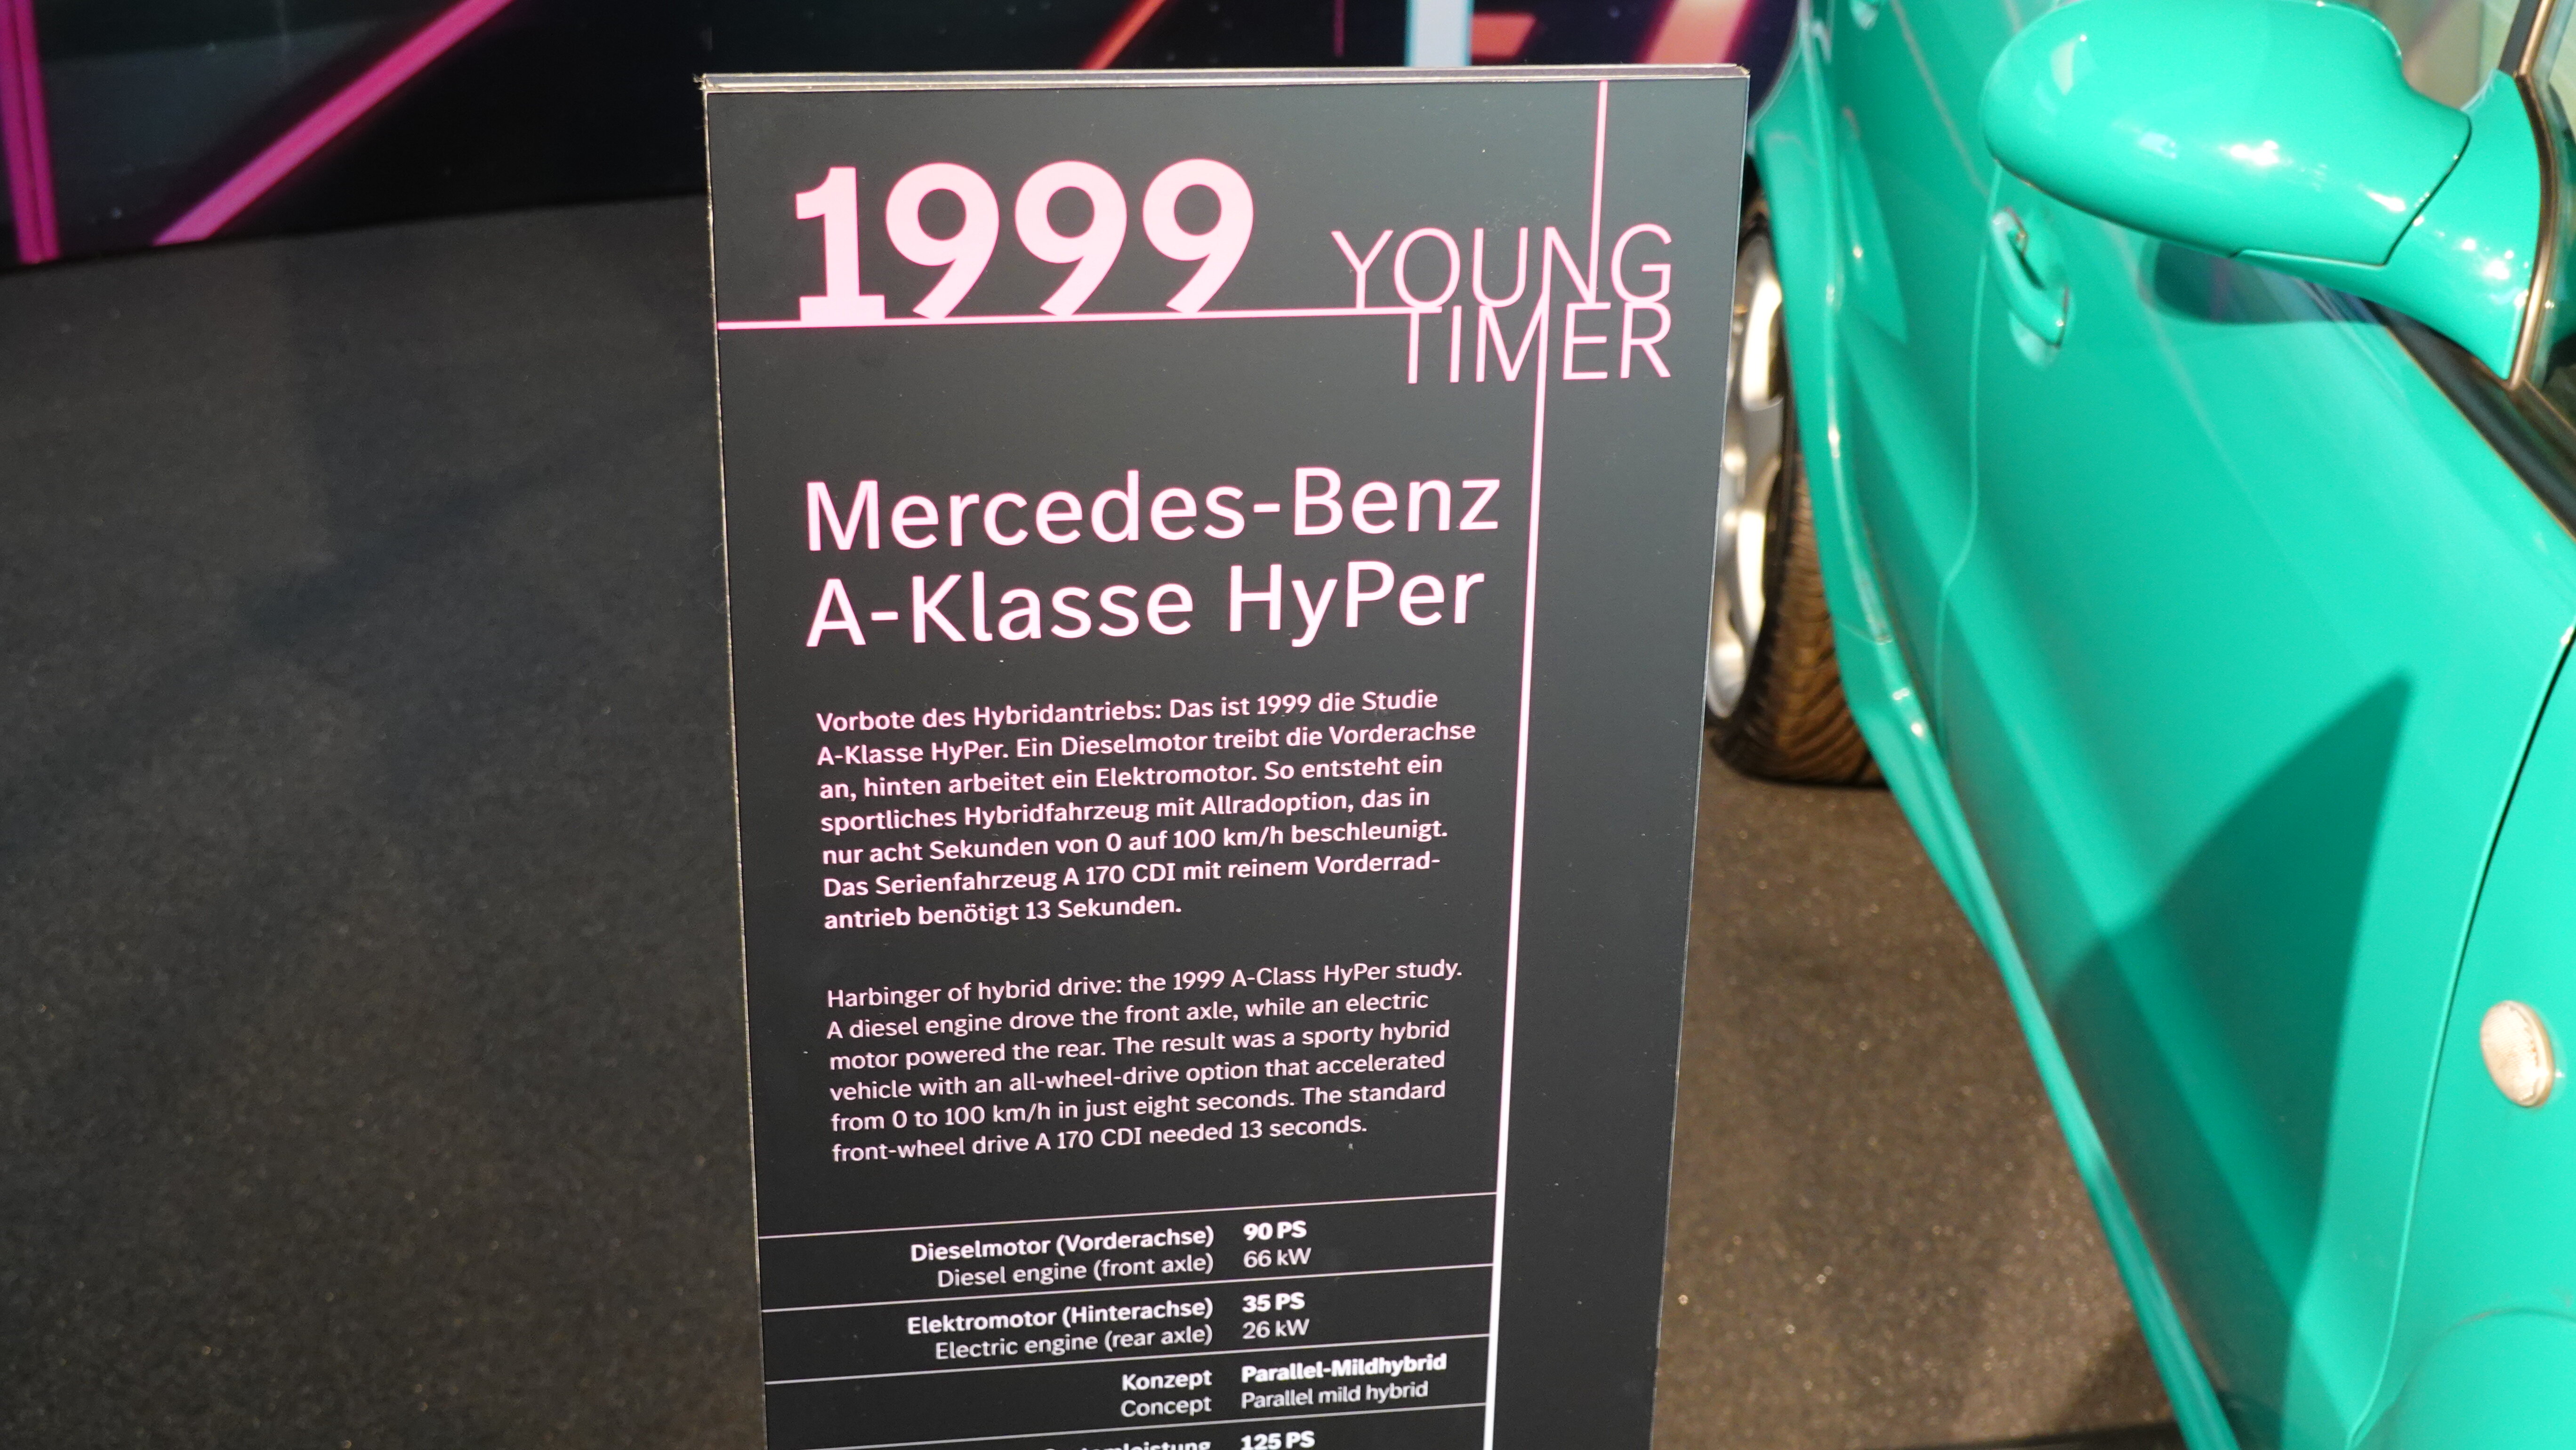 1999
YOUNG
TIMER
Mercedes-Benz
A-Klasse HyPer
Vorbote des Hybridantriebs: Das ist 1999 die Studie
A-Klasse HyPer. Ein Dieselmotor treibt die Vorderachse
an, hinten arbeitet ein Elektromotor. So entsteht ein
sportliches Hybridfahrzeug mit Allradoption, das in
nur acht Sekunden von 0 auf 100 km/h beschleunigt.
Das Serienfahrzeug A 170 CDI mit reinem Vorderrad-
antrieb benötigt 13 Sekunden.
Harbinger of hybrid drive: the 1999 A-Class HyPer study.
A diesel engine drove the front axle, while an electric
motor powered the rear. The result was a sporty hybrid
vehicle with an all-wheel-drive option that accelerated
from 0 to 100 km/h in just eight seconds. The standard
front-wheel drive A 170 CDI needed 13 seconds.
Dieselmotor (Vorderachse) 90 PS
Diesel engine (front axle) 66 kW
Elektromotor (Hinterachse) 35 PS
Electric engine (rear axle) 26 kW
Konzept Parallel-Mildhybrid
Concept Parallel mild hybrid
125 PS